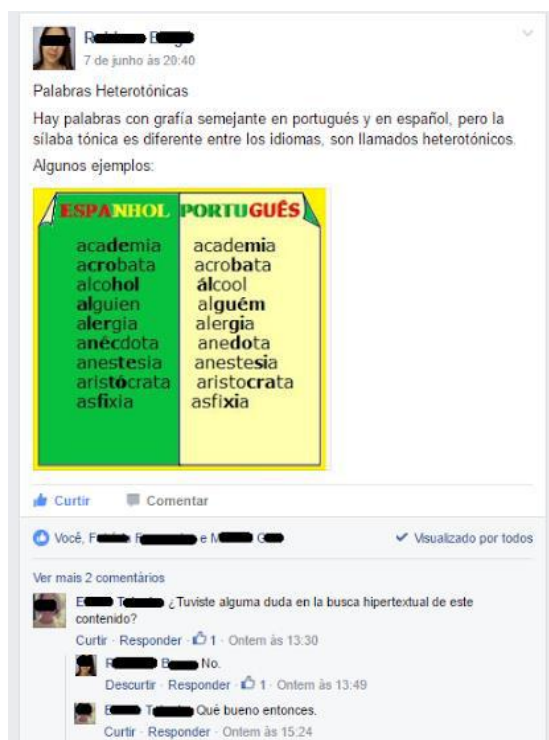 7 de junho às 20:40
Palabras Heterotónicas
Hay palabras con grafía semejante en portugués y en español, pero la
sílaba tónica es diferente entre los idiomas, son llamados heterotónicos.
Algunos ejemplos:
ESPANHOL PORTUGUÊS
academia academia
acrobata acrobata
alcohol álcool
alguien alguém
alergia alergia
anécdota anedota
anestesia anestesia
aristócrata aristocrata
asfixia asfixia
Curtir Comentar
Você, e Visualizado por todos
Ver mais 2 comentários
¿Tuviste alguma duda en la busca hipertextual de este
contenido?
Curtir · Responder · 1 · Ontem às 13:30
No.
Descurtir · Responder · 1 · Ontem às 13:49
Qué bueno entonces.
Curtir · Responder · Ontem às 15:24